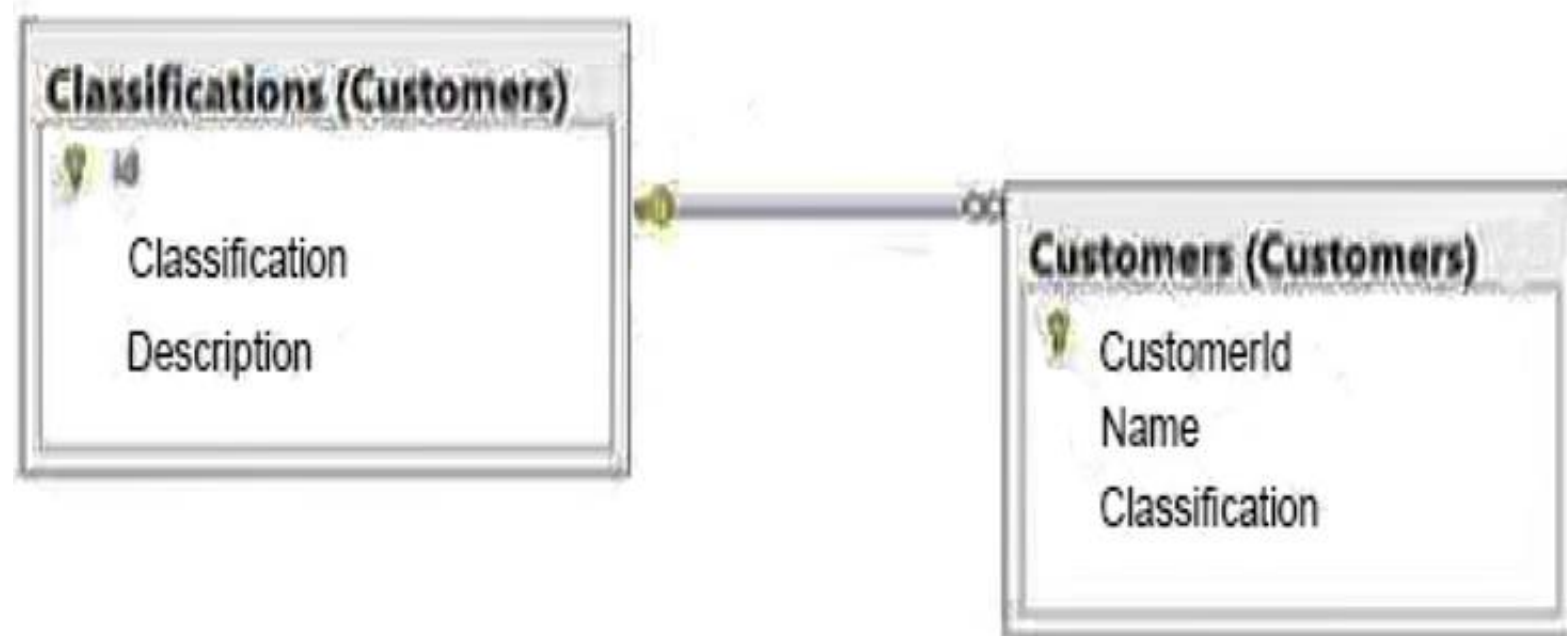 Classifications (Customers)
Id
Classification
Description
Customers (Customers)
CustomerId
Name
Classification